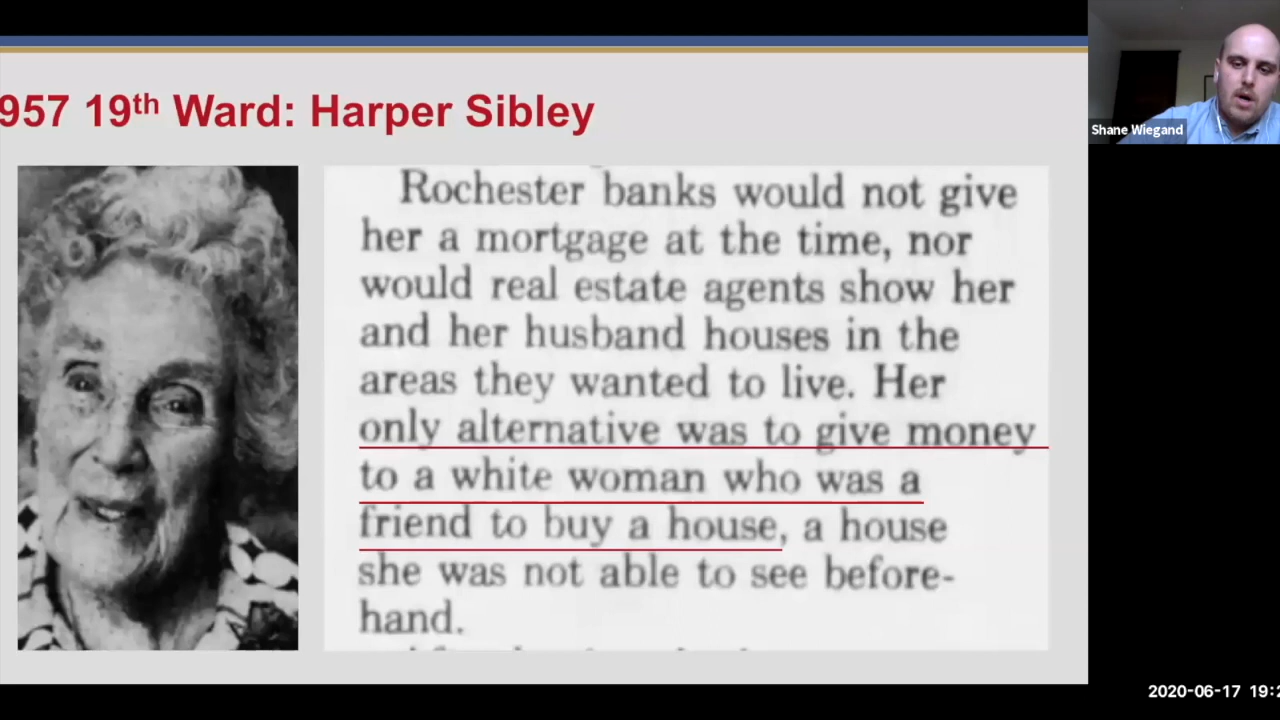 957 19th Ward: Harper Sibley
Shane Wiegand
Rochester banks would not give
her a mortgage at the time, nor
would real estate agents show her
and her husband houses in the
areas they wanted to live. Her
only alternative was to give money
to a white woman who was a
friend to buy a house, a house
she was not able to see before-
hand.
2020-06-17 19:2